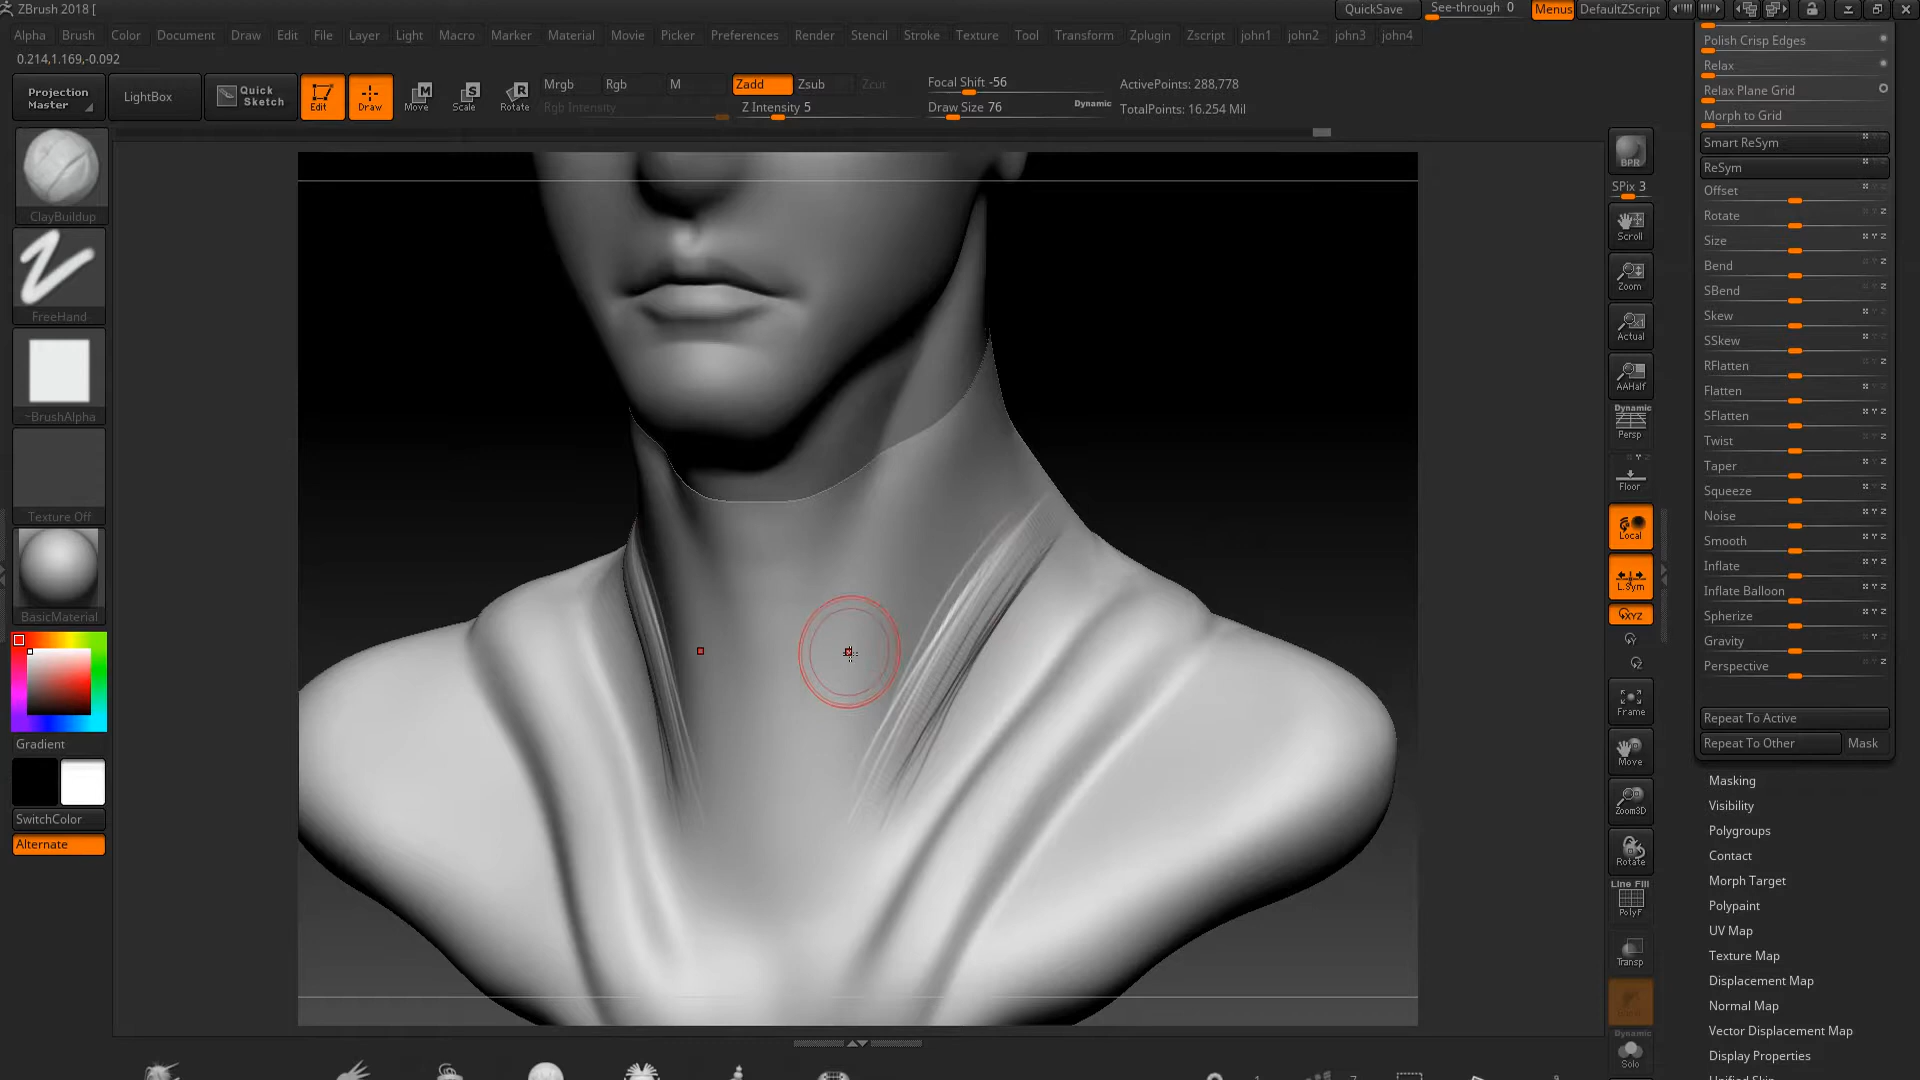 ZBrush 2018 [
QuickSave
See-through 0
Menus
DefaultZScript
Alpha Brush Color Document Draw Edit File Layer Light Macro Marker Material Movie Picker Preferences Render Stencil Stroke Texture Tool Transform Zplugin Zscript john1 john2 john3 john4
0.214,1.169,-0.092
Projection Master
LightBox
Quick Sketch
Edit
Draw
Move
Scale
Rotate
Mrgb Rgb M
Rgb Intensity
Zadd Zsub Zcut
Z Intensity 5
Focal Shift -56
Draw Size 76
Dynamic
ActivePoints: 288,778
TotalPoints: 16.254 Mil
ClayBuildup
FreeHand
~BrushAlpha
Texture Off
BasicMaterial
Gradient
SwitchColor
Alternate
BPR
SPix 3
Scroll
Zoom
Actual
AAHalf
Dynamic
Persp
Floor
Local
L.Sym
XYZ
Frame
Move
Zoom3D
Rotate
Line Fill
PolyF
Transp
Dynamic
Solo
Polish Crisp Edges
Relax
Relax Plane Grid
Morph to Grid
Smart ReSym
ReSym
Offset
Rotate
Size
Bend
SBend
Skew
SSkew
RFlatten
Flatten
SFlatten
Twist
Taper
Squeeze
Noise
Smooth
Inflate
Inflate Balloon
Spherize
Gravity
Perspective
Repeat To Active
Repeat To Other Mask
Masking
Visibility
Polygroups
Contact
Morph Target
Polypaint
UV Map
Texture Map
Displacement Map
Normal Map
Vector Displacement Map
Display Properties